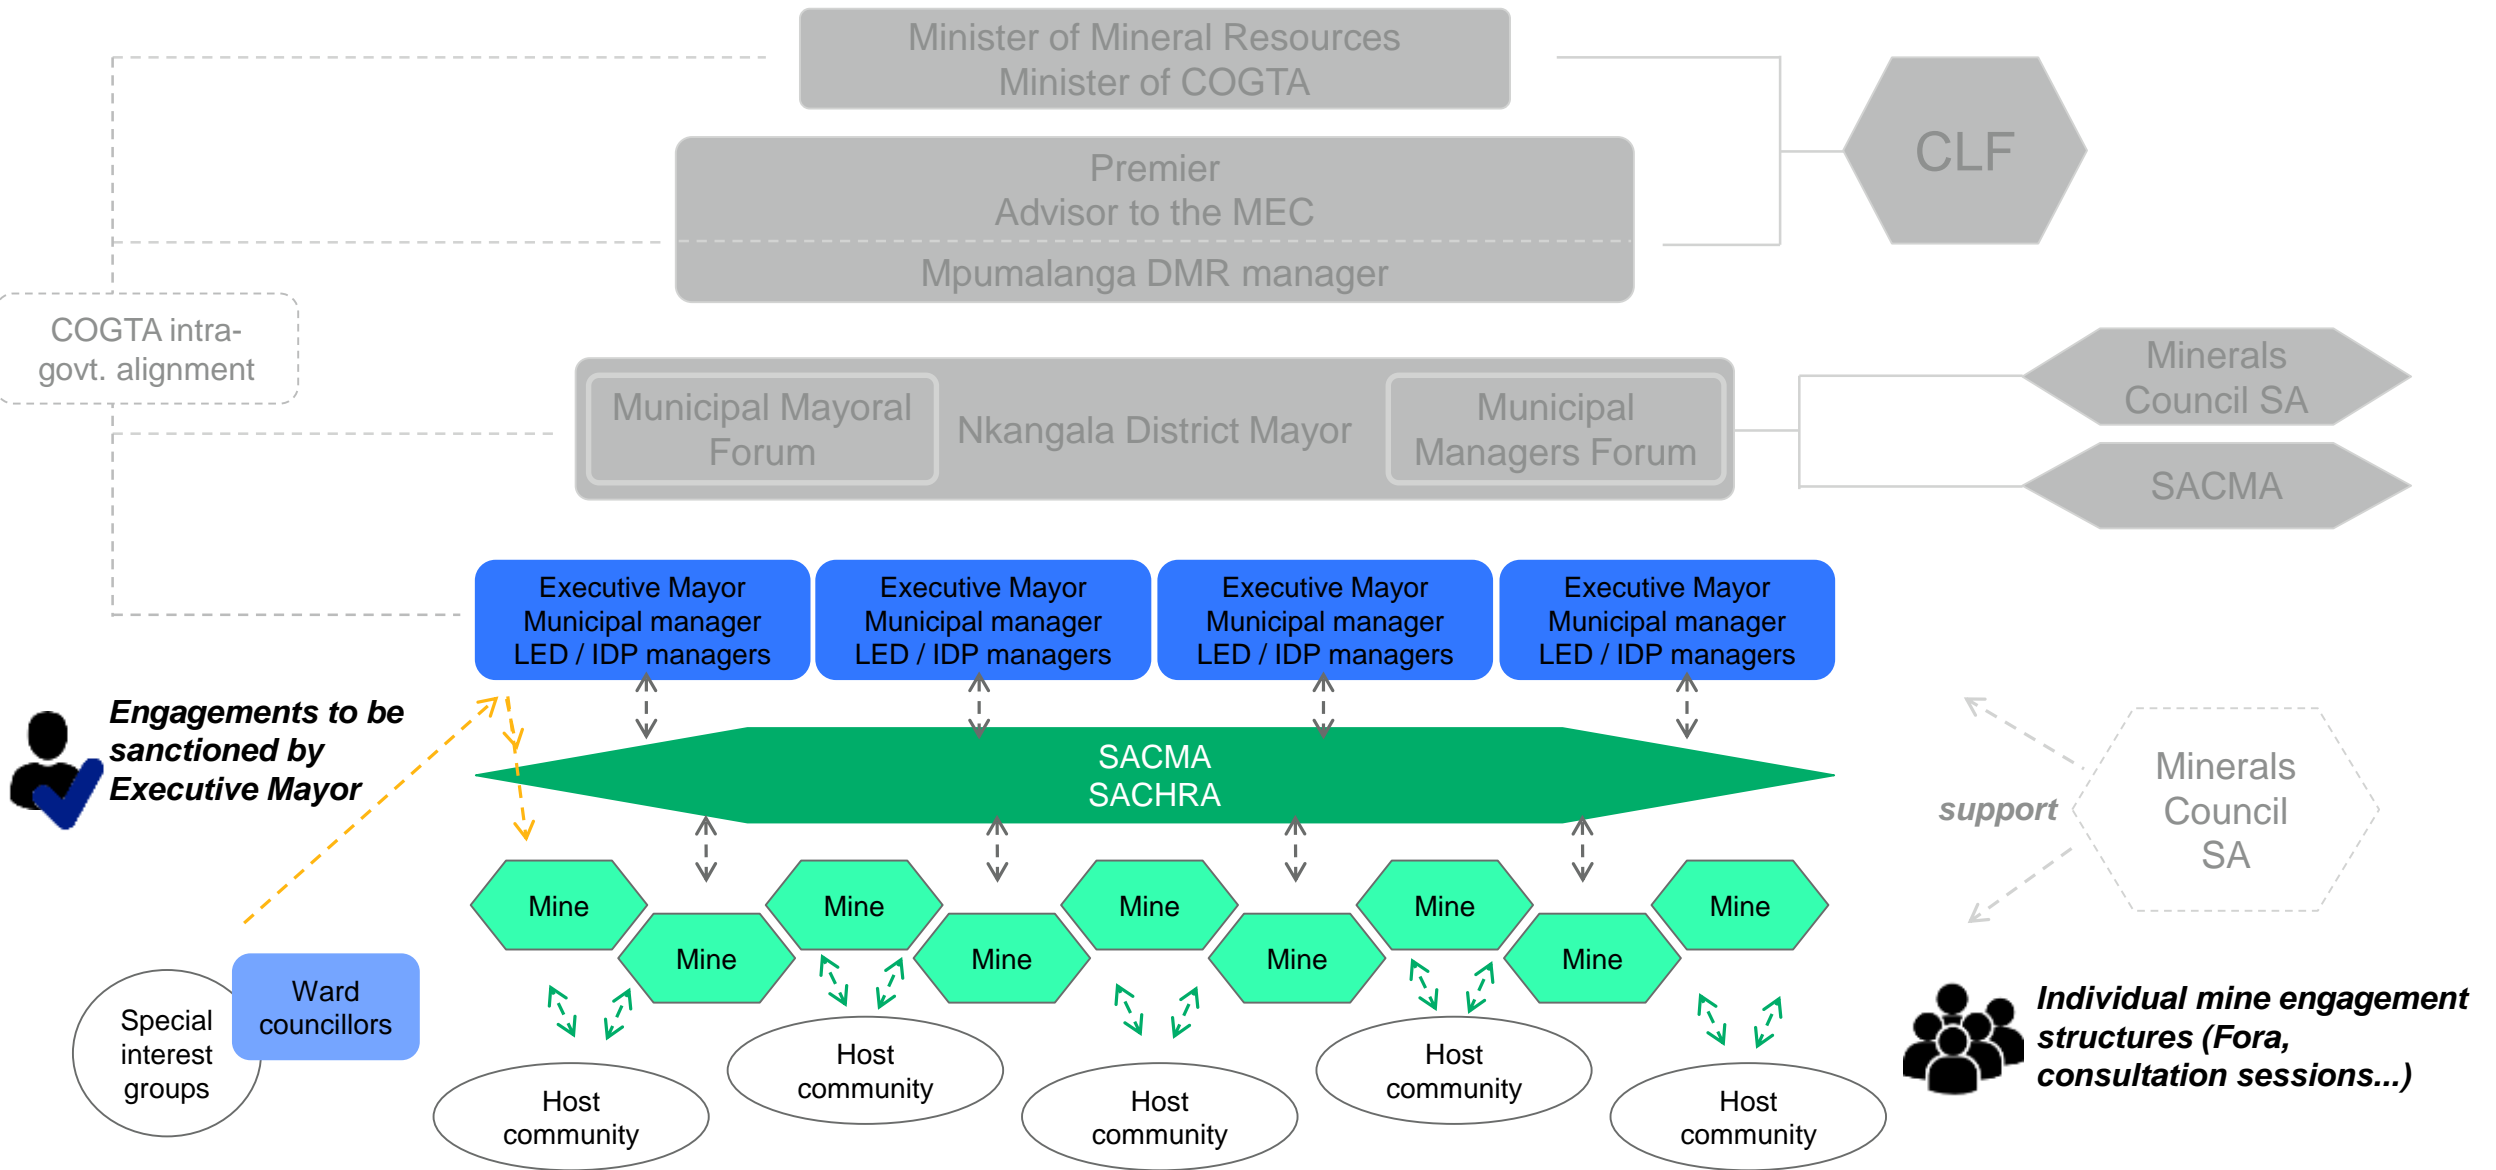 Minister of Mineral Resources
Minister of COGTA
CLF
Premier
Advisor to the MEC
Mpumalanga DMR manager
COGTA intra-
govt. alignment
Municipal Mayoral
Forum
Nkangala District Mayor
Municipal
Managers Forum
Minerals
Council SA
SACMA
Executive Mayor
Municipal manager
LED / IDP managers
Executive Mayor
Municipal manager
LED / IDP managers
Executive Mayor
Municipal manager
LED / IDP managers
Executive Mayor
Municipal manager
LED / IDP managers
Engagements to be
sanctioned by
Executive Mayor
SACMA
SACHRA
support
Minerals
Council
SA
Mine
Mine
Mine
Mine
Mine
Mine
Mine
Mine
Mine
Ward
councillors
Special
interest
groups
Host
community
Host
community
Host
community
Host
community
Host
community
Individual mine engagement
structures (Fora,
consultation sessions...)